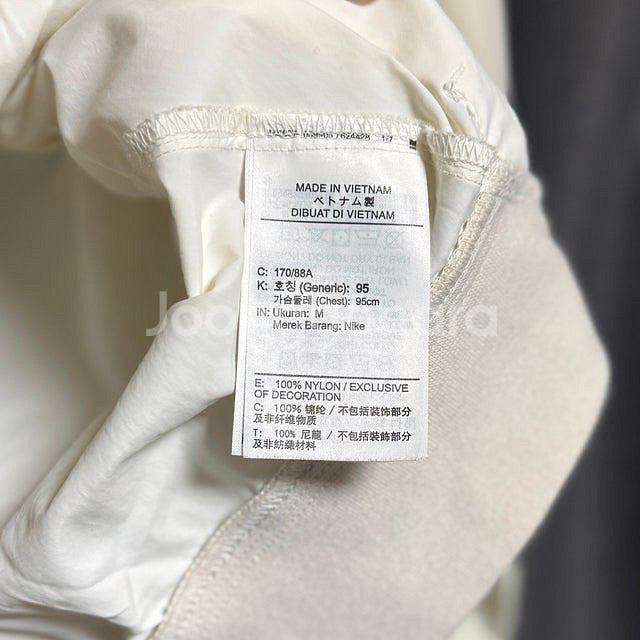 MADE IN VIETNAM
ベトナム製
DIBUAT DI VIETNAM
C: 170/88A
K: 호칭 (Generic): 95
가슴둘레 (Chest): 95cm
IN: Ukuran: M
Merek Barang: Nike
E: 100% NYLON / EXCLUSIVE
OF DECORATION
C: 100% 锦纶 / 不包括装饰部分
及非纤维物质
T: 100% 尼龍 / 不包括裝飾部分
及非紡織材料